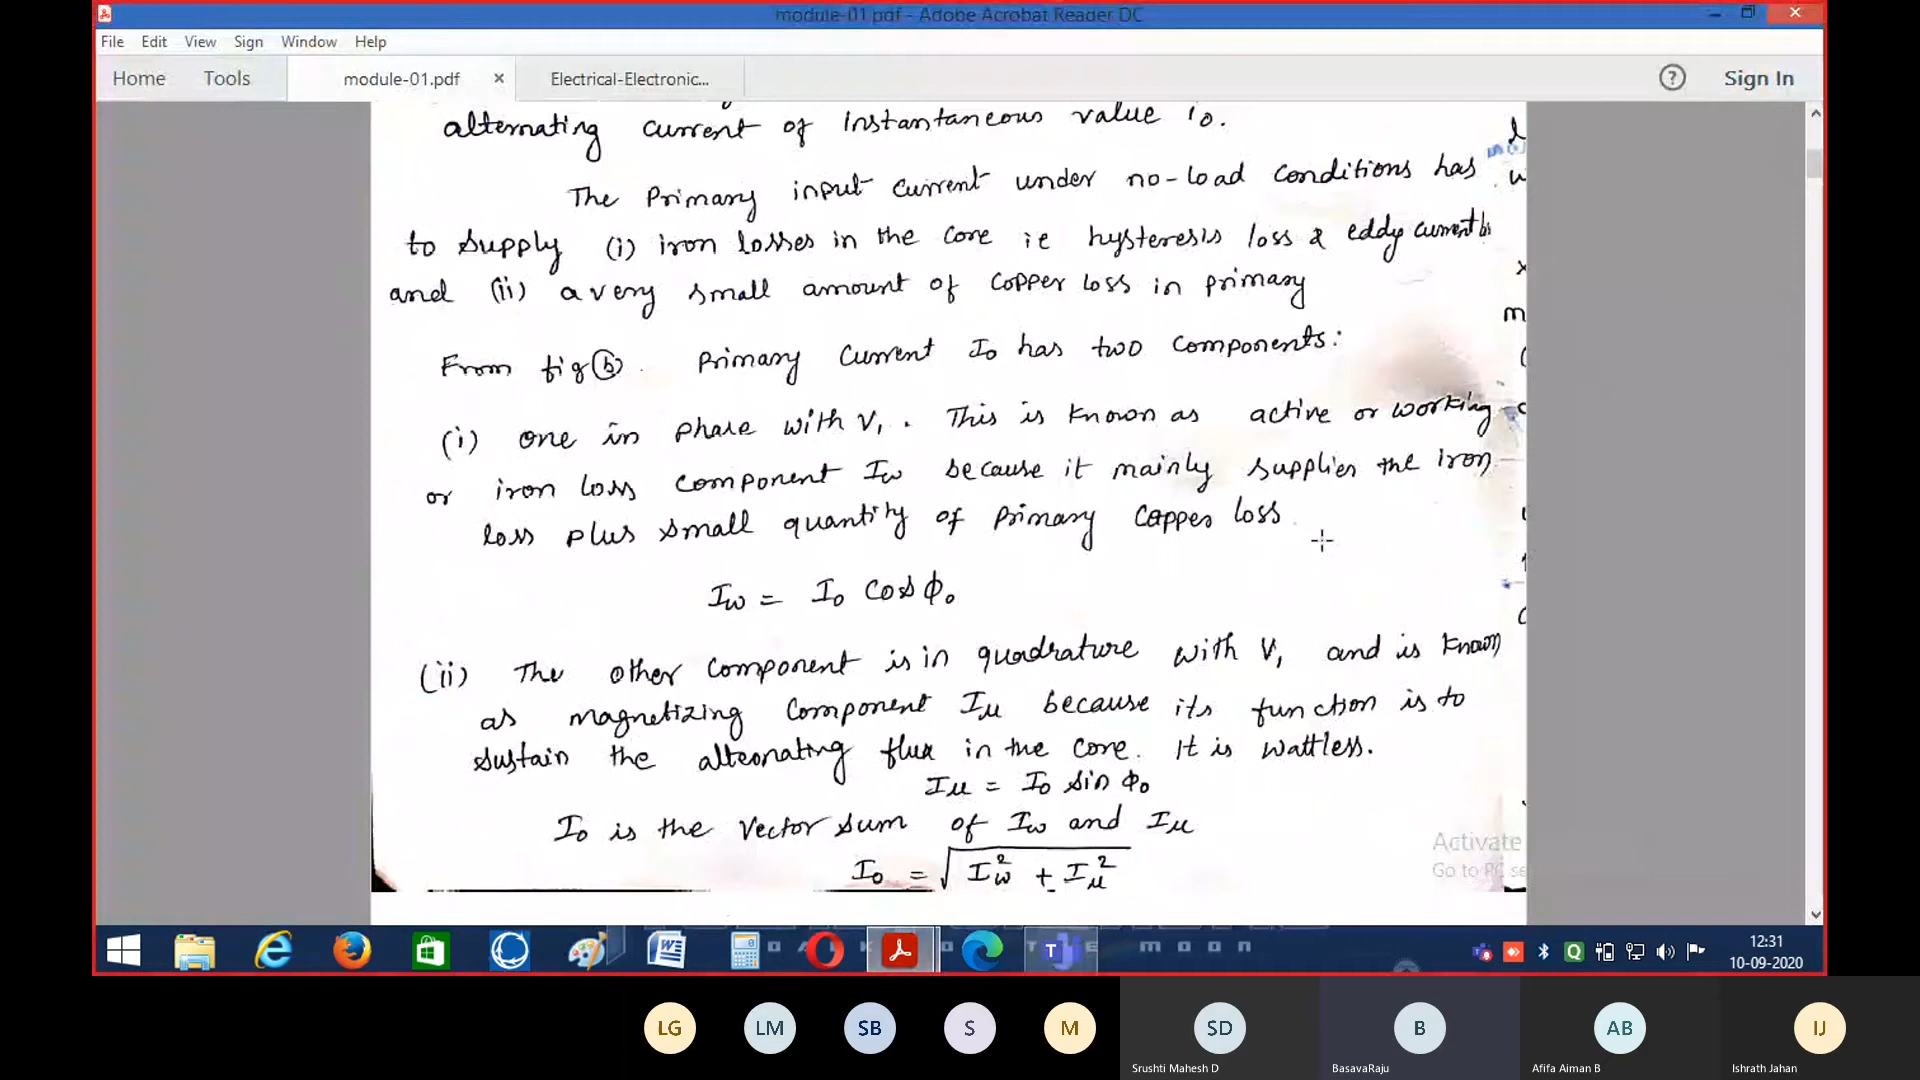 module-01.pdf - Adobe Acrobat Reader DC
File Edit View Sign Window Help
Home Tools module-01.pdf × Electrical-Electronic... ? Sign In
alternating current of instantaneous value io.
The Primary input current under no-load conditions has
to supply (i) iron losses in the core ie hysteresis loss & eddy current
and (ii) a very small amount of copper loss in primary
From fig (b). Primary current Io has two components:
(i) one in phase with V₁. This is known as active or working
or iron loss component Iω because it mainly supplies the iron
loss plus small quantity of primary copper loss
Iω = Io cos ϕo
(ii) The other component is in quadrature with V₁ and is known
as magnetizing component Iμ because its function is to
sustain the alternating flux in the core. It is wattless.
Iμ = Io sin ϕo
Io is the vector sum of Iω and Iμ
Io = √(Iω² + Iμ²)
Activate
Go to PC se
12:31
10-09-2020
LG LM SB S M SD B AB IJ
Srushti Mahesh D BasavaRaju Afifa Aiman B Ishrath Jahan